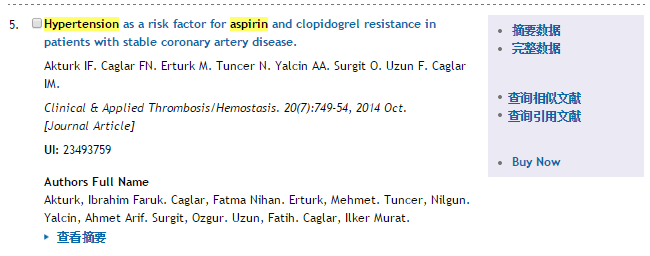 5. Hypertension as a risk factor for aspirin and clopidogrel resistance in
patients with stable coronary artery disease.
Akturk IF. Caglar FN. Erturk M. Tuncer N. Yalcin AA. Surgit O. Uzun F. Caglar
IM.
Clinical & Applied Thrombosis/Hemostasis. 20(7):749-54, 2014 Oct.
[Journal Article]
UI: 23493759
Authors Full Name
Akturk, Ibrahim Faruk. Caglar, Fatma Nihan. Erturk, Mehmet. Tuncer, Nilgun.
Yalcin, Ahmet Arif. Surgit, Ozgur. Uzun, Fatih. Caglar, Ilker Murat.
查看摘要
摘要数据
完整数据
查询相似文献
查询引用文献
Buy Now